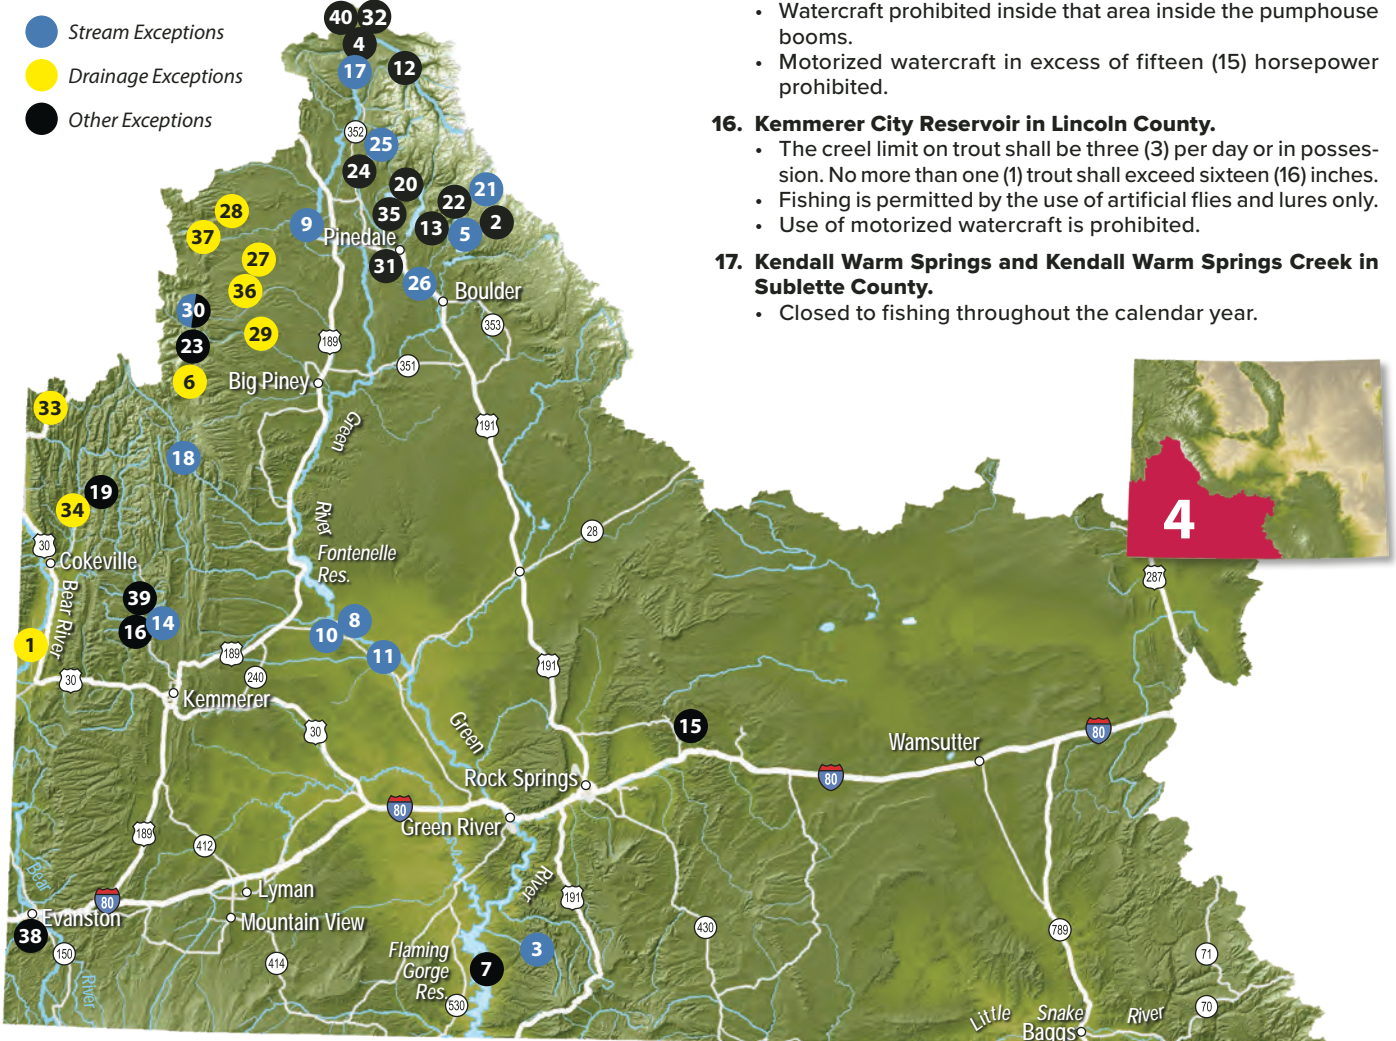 Stream Exceptions
Drainage Exceptions
Other Exceptions
• Watercraft prohibited inside that area inside the pumphouse
booms.
• Motorized watercraft in excess of fifteen (15) horsepower
prohibited.
16. Kemmerer City Reservoir in Lincoln County.
• The creel limit on trout shall be three (3) per day or in posses-
sion. No more than one (1) trout shall exceed sixteen (16) inches.
• Fishing is permitted by the use of artificial flies and lures only.
• Use of motorized watercraft is prohibited.
17. Kendall Warm Springs and Kendall Warm Springs Creek in
Sublette County.
• Closed to fishing throughout the calendar year.
4
40
32
4
17
12
352
25
24
20
21
22
35
2
13
5
28
9
37
Pinedale
27
31
26
36
Boulder
30
353
29
23
189
351
6
Big Piney
33
Green
191
18
19
34
River
28
30
Fontenelle
Res.
Cokeville
287
Bear River
39
8
14
16
10
1
11
189
191
30
240
Kemmerer
30
Green
15
80
Wamsutter
Rock Springs
80
80
Green River
189
412
Bear
River
Lyman
191
80
Evanston
Mountain View
430
789
38
150
3
Flaming
Gorge
Res.
71
414
7
River
530
70
Little Snake River
Baggs